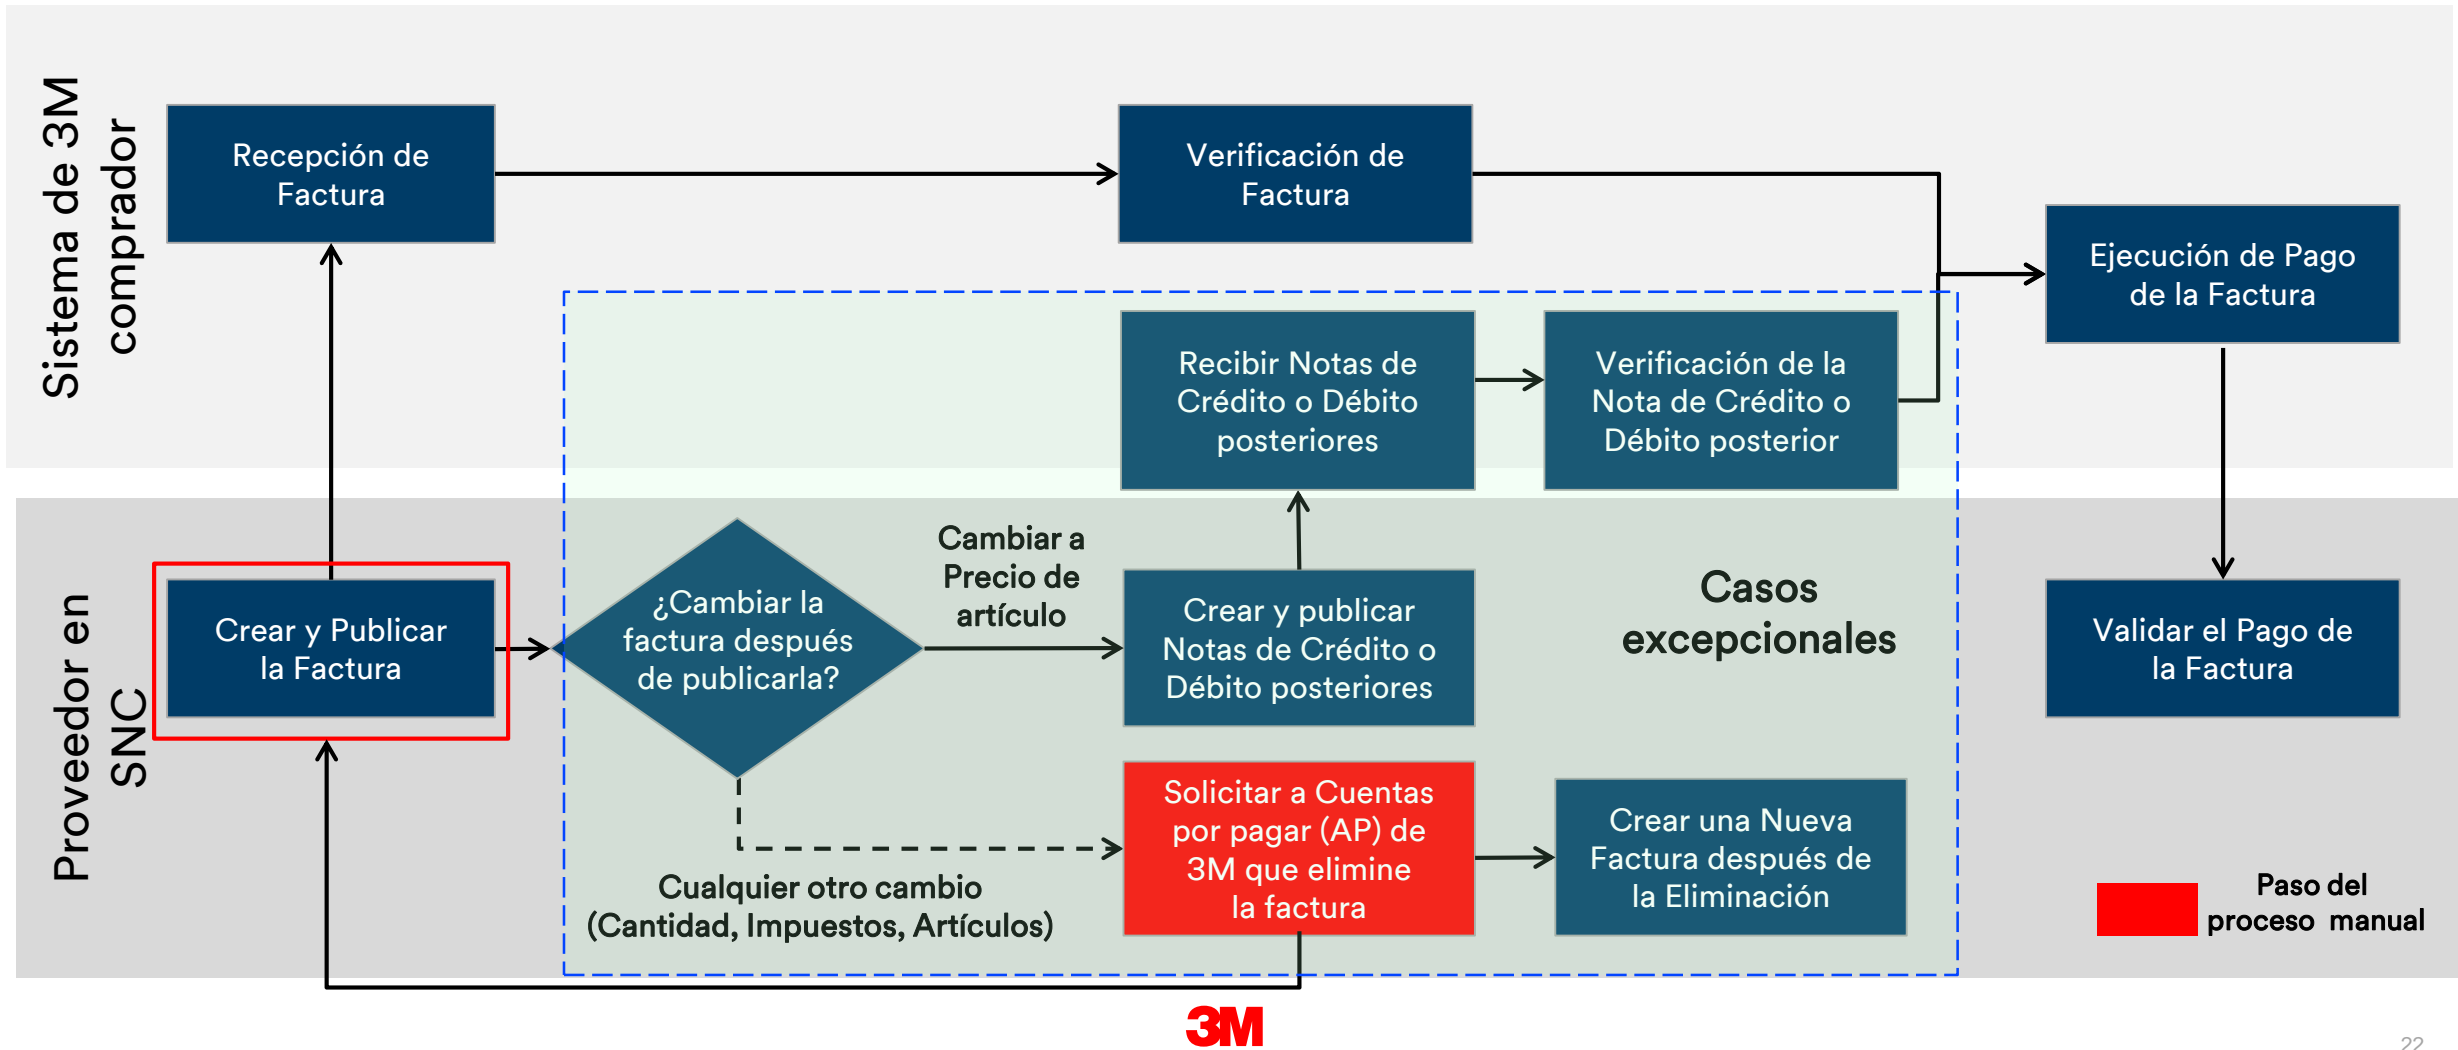 Sistema de 3M
comprador
Recepción de
Factura
Verificación de
Factura
Ejecución de Pago
de la Factura
Recibir Notas de
Crédito o Débito
posteriores
Verificación de la
Nota de Crédito o
Débito posterior
Proveedor en
SNC
Crear y Publicar
la Factura
¿Cambiar la
factura después
de publicarla?
Cambiar a
Precio de
artículo
Crear y publicar
Notas de Crédito o
Débito posteriores
Casos
excepcionales
Validar el Pago de
la Factura
Cualquier otro cambio
(Cantidad, Impuestos, Artículos)
Solicitar a Cuentas
por pagar (AP) de
3M que elimine
la factura
Crear una Nueva
Factura después de
la Eliminación
Paso del
proceso manual
3M
22